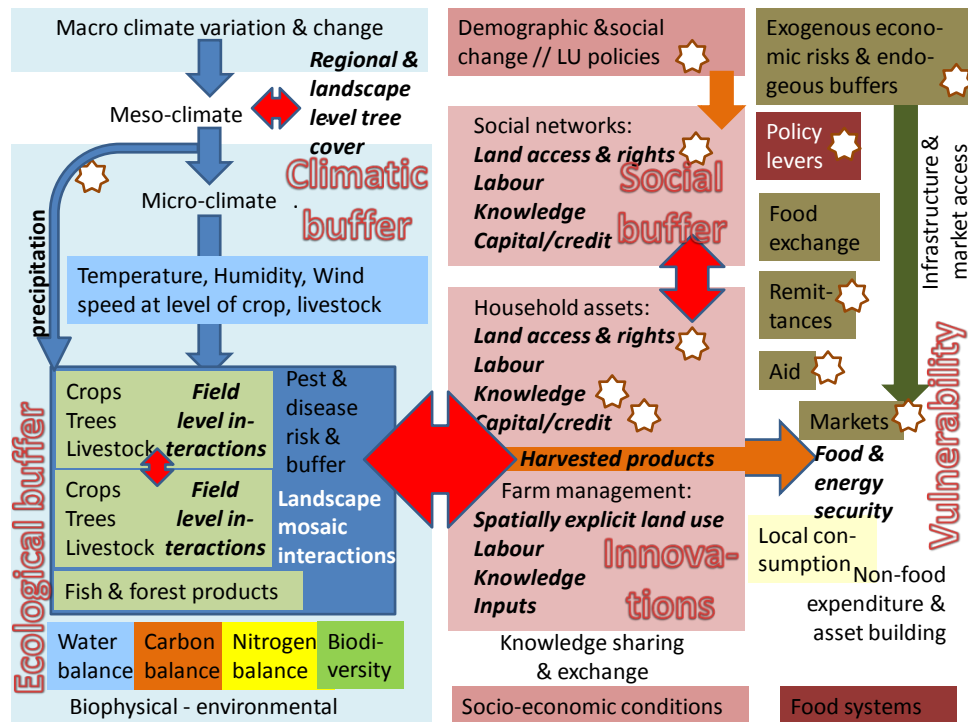 Macro climate variation & change
Regional &
landscape
level tree
cover
Meso-climate
Climatic
buffer
Micro-climate
.
precipitation
Temperature, Humidity, Wind
speed at level of crop, livestock
Crops
Trees
Livestock
Field
level in-
teractions
Pest &
disease
risk &
buffer
Crops
Trees
Livestock
Field
level in-
teractions
Landscape
mosaic
interactions
Fish & forest products
Ecological buffer
Water
balance
Carbon
balance
Nitrogen
balance
Biodi-
versity
Biophysical - environmental
Demographic &social
change // LU policies
Social networks:
Land access & rights
Labour
Knowledge
Capital/credit
Social
buffer
Household assets:
Land access & rights
Labour
Knowledge
Capital/credit
Harvested products
Farm management:
Spatially explicit land use
Labour
Knowledge
Inputs
Innova-
tions
Knowledge sharing
& exchange
Socio-economic conditions
Exogenous econo-
mic risks & endo-
geous buffers
Policy
levers
Food
exchange
Remit-
tances
Aid
Markets
Infrastructure &
market access
Vulnerability
Food &
energy
security
Local con-
sumption
Non-food
expenditure &
asset building
Food systems